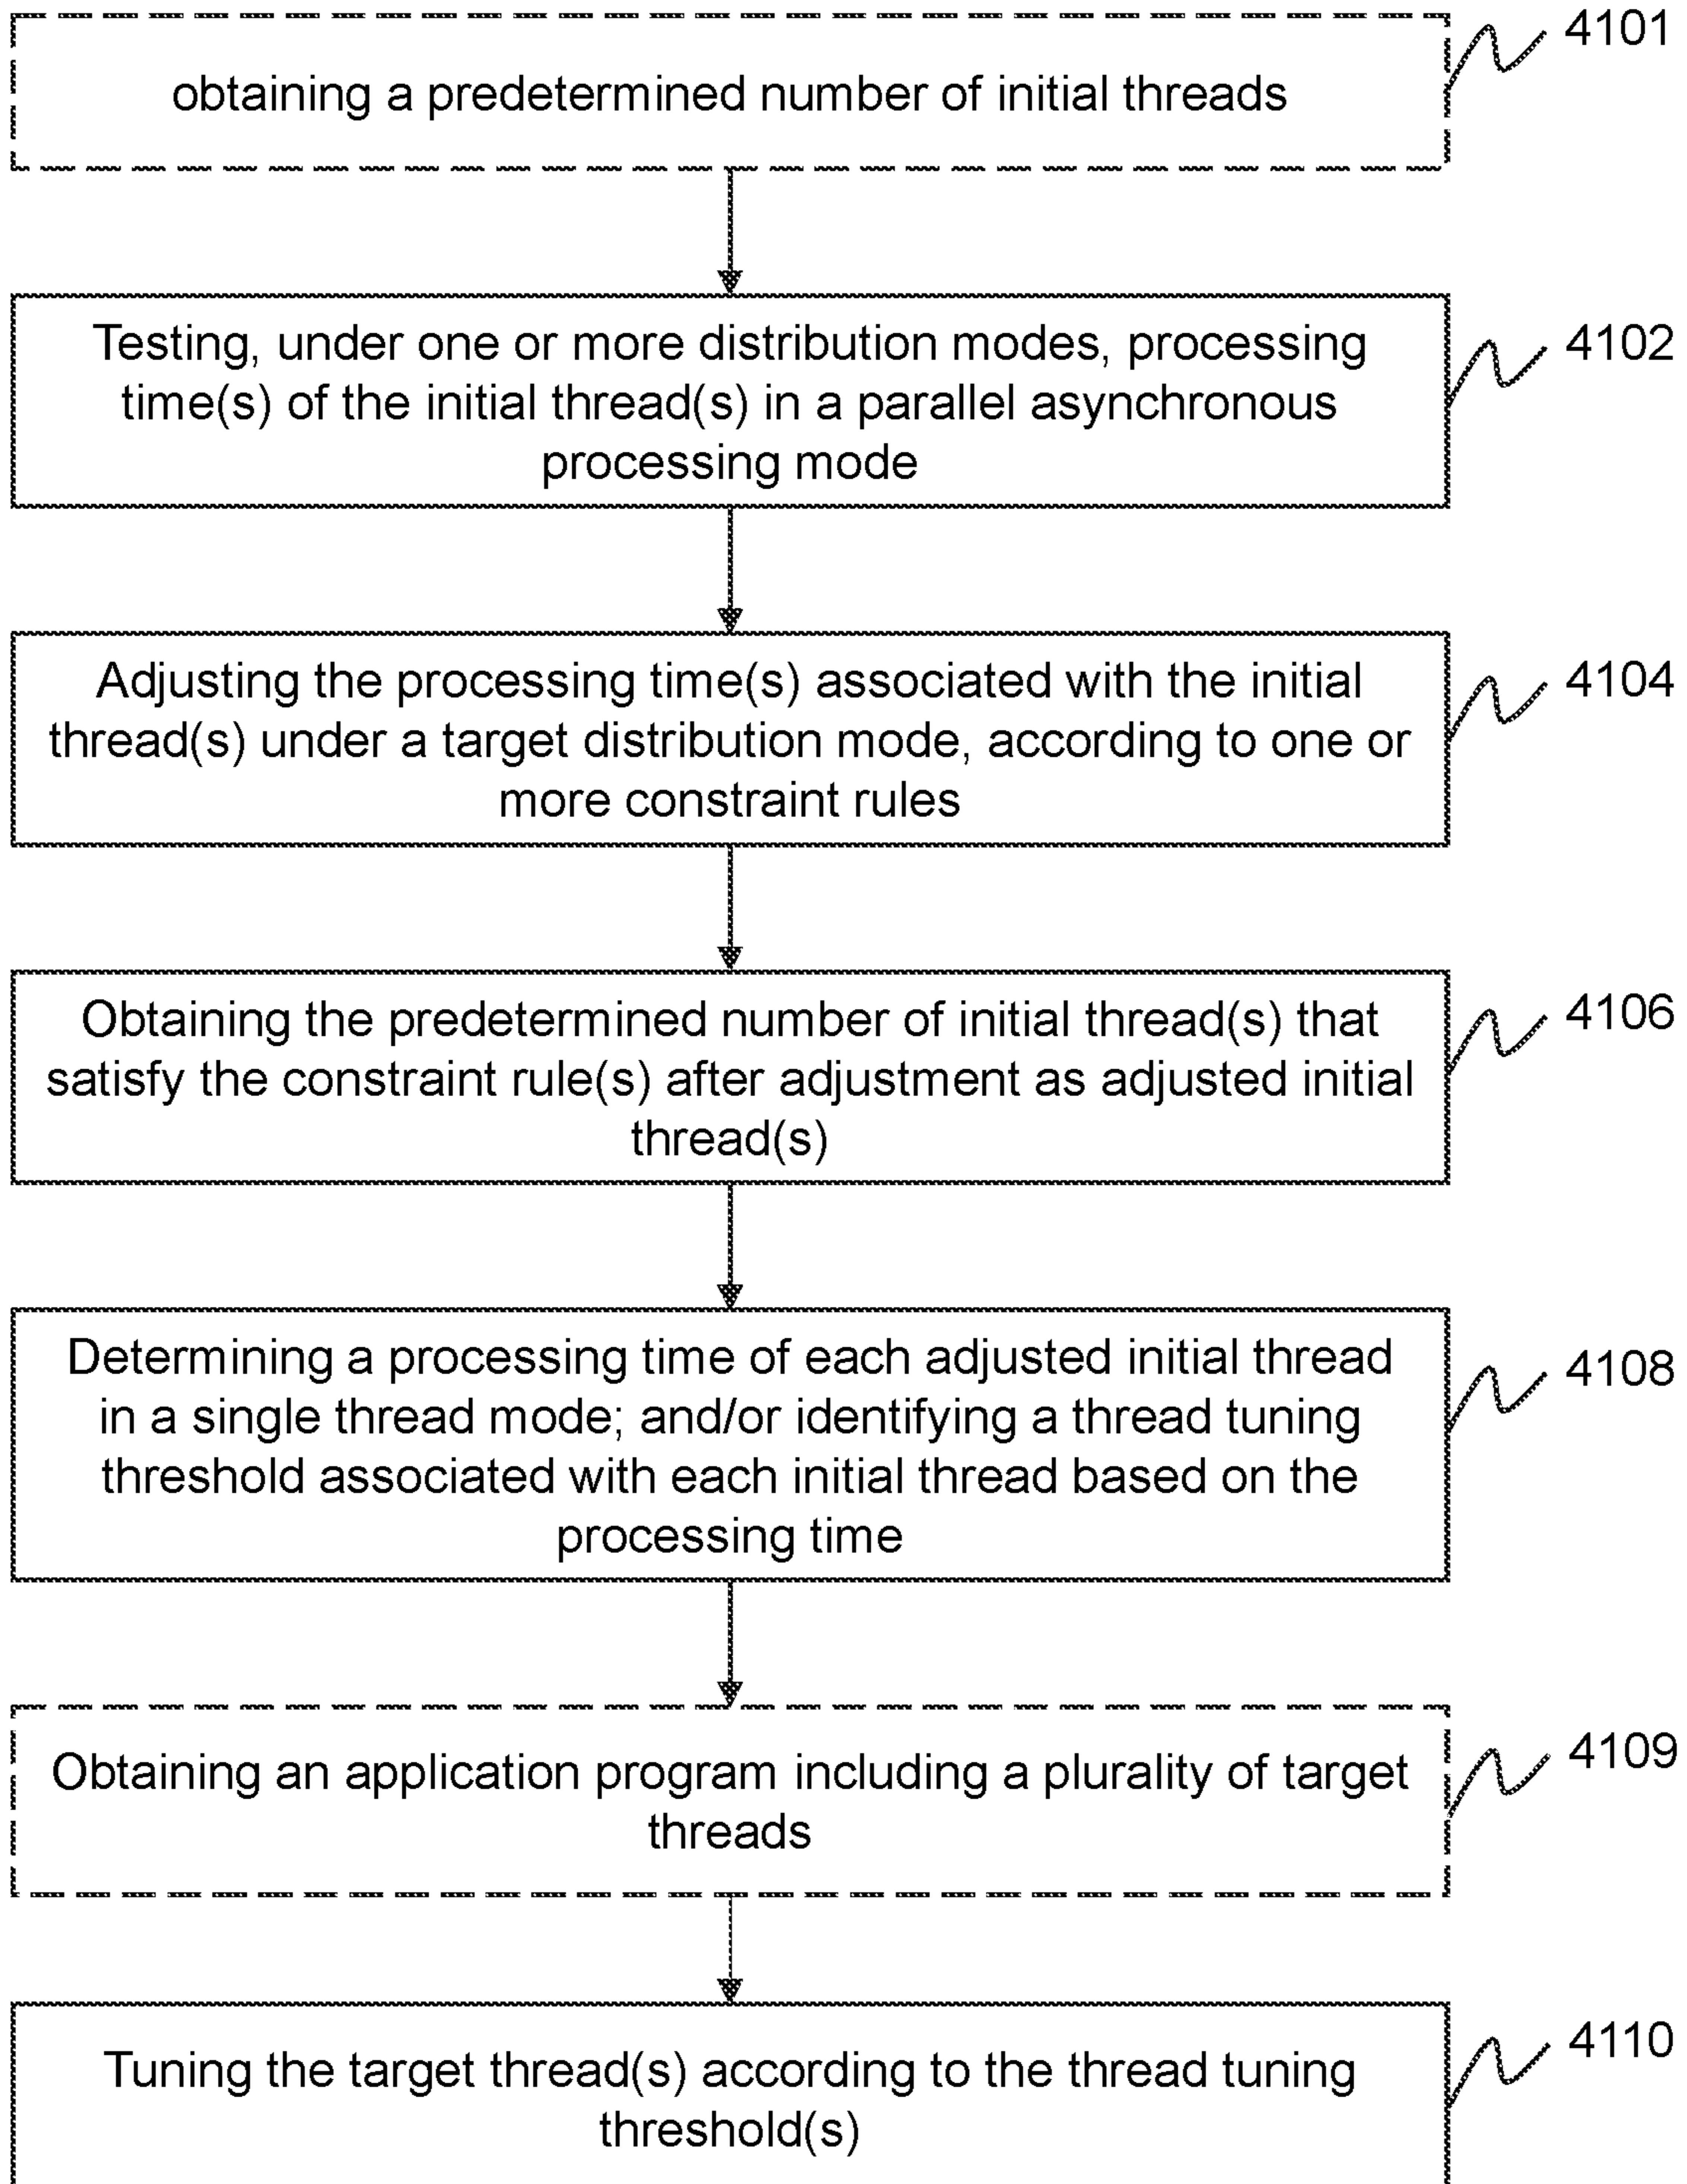 4101
obtaining a predetermined number of initial threads
Testing, under one or more distribution modes, processing
4102
time(s) of the initial thread(s) in a parallel asynchronous
processing mode
Adjusting the processing time(s) associated with the initial
4104
thread(s) under a target distribution mode, according to one or
more constraint rules
Obtaining the predetermined number of initial thread(s) that
4106
satisfy the constraint rule(s) after adjustment as adjusted initial
thread(s)
Determining a processing time of each adjusted initial thread
4108
in a single thread mode; and/or identifying a thread tuning
threshold associated with each initial thread based on the
processing time
4109
Obtaining an application program including a plurality of target
threads
4110
Tuning the target thread(s) according to the thread tuning
threshold(s)